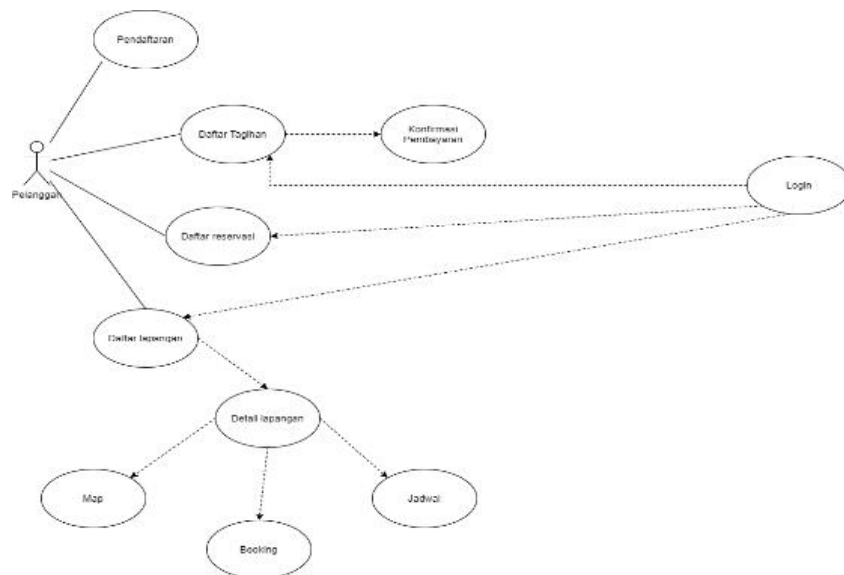 Pendaftaran
Daftar Tagihan
Konfirmasi
Pembayaran
Pelanggan
Login
Daftar reservasi
Daftar lapangan
Detail lapangan
Map
Jadwal
Booking